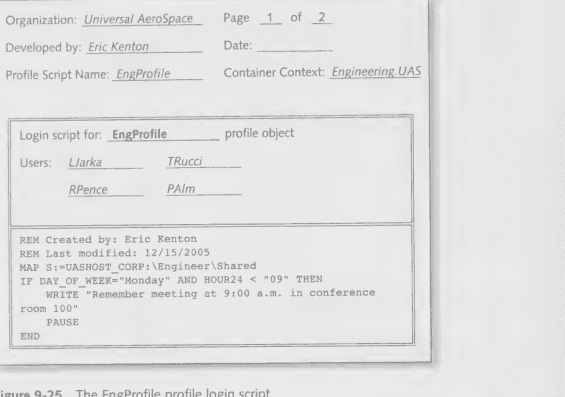 Organization: Universal AeroSpace Page 1 of 2
Developed by: Eric Kenton Date:
Profile Script Name: EngProfile Container Context: Engineering.UAS
Login script for: EngProfile profile object
Users: LJarka TRucci
RPence PAlm
REM Created by: Eric Kenton
REM Last modified: 12/15/2005
MAP S:=UASHOST_CORP:\Engineer\Shared
IF DAY_OF_WEEK="Monday" AND HOUR24 < "09" THEN
WRITE "Remember meeting at 9:00 a.m. in conference
room 100"
PAUSE
END
igure 9-25 The EngProfile profile login script